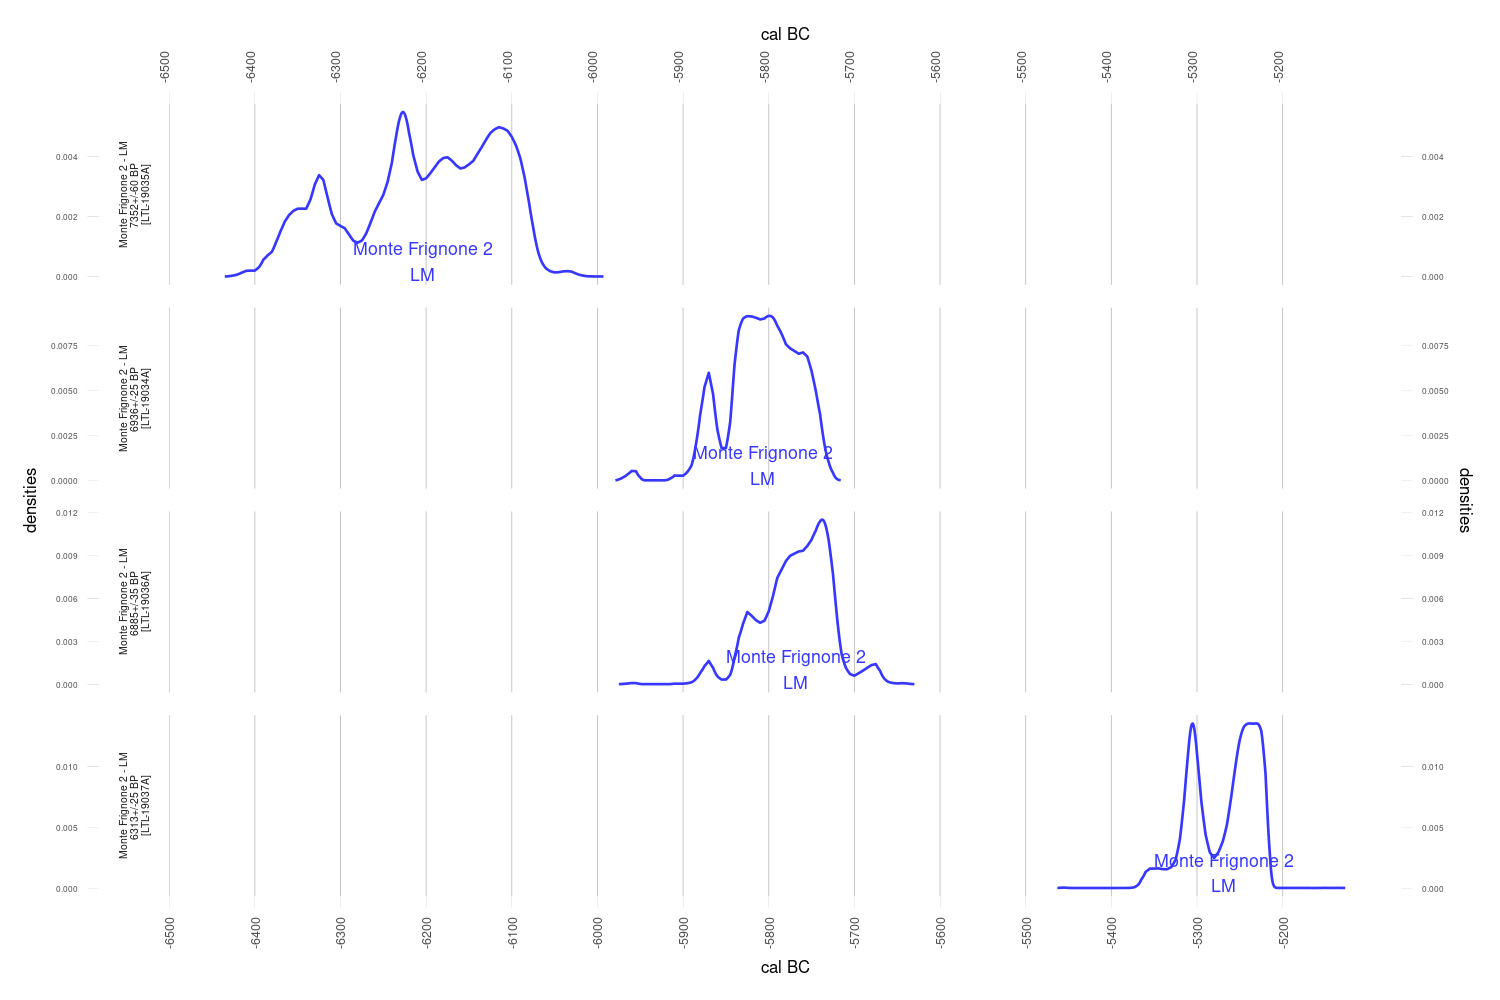 cal BC
-6500 -6400 -6300 -6200 -6100 -6000 -5900 -5800 -5700 -5600 -5500 -5400 -5300 -5200
densities
densities
Monte Frignone 2 - LM
7352+/-60 BP
[LTL-19035A]
0.004
0.002
0.000
Monte Frignone 2
LM
0.004
0.002
0.000
Monte Frignone 2 - LM
6936+/-25 BP
[LTL-19034A]
0.0075
0.0050
0.0025
0.0000
Monte Frignone 2
LM
0.0075
0.0050
0.0025
0.0000
Monte Frignone 2 - LM
6885+/-35 BP
[LTL-19036A]
0.012
0.009
0.006
0.003
0.000
Monte Frignone 2
LM
0.012
0.009
0.006
0.003
0.000
Monte Frignone 2 - LM
6313+/-25 BP
[LTL-19037A]
0.010
0.005
0.000
Monte Frignone 2
LM
0.010
0.005
0.000
-6500 -6400 -6300 -6200 -6100 -6000 -5900 -5800 -5700 -5600 -5500 -5400 -5300 -5200
cal BC